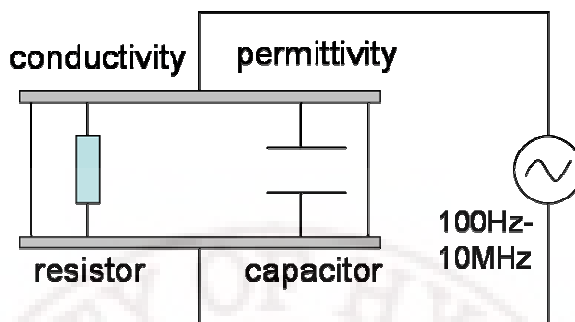 conductivity
permittivity
100Hz-
10MHz
resistor
capacitor